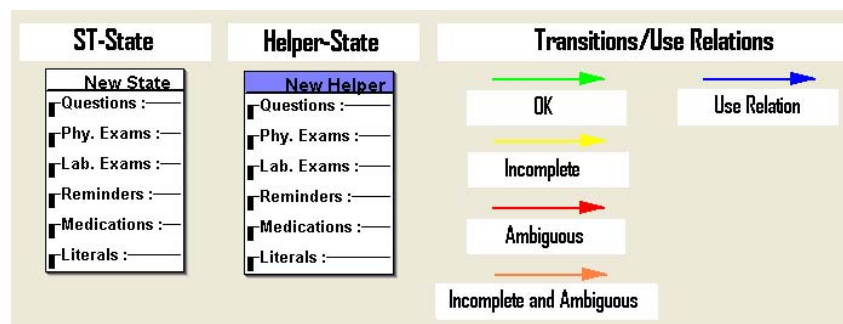 ST-State
Helper-State
Transitions/Use Relations
New State
Questions :
Phy. Exams :
Lab. Exams :
Reminders :
Medications :
Literals :
New Helper
Questions :
Phy. Exams :
Lab. Exams :
Reminders :
Medications :
Literals :
OK
Use Relation
Incomplete
Ambiguous
Incomplete and Ambiguous